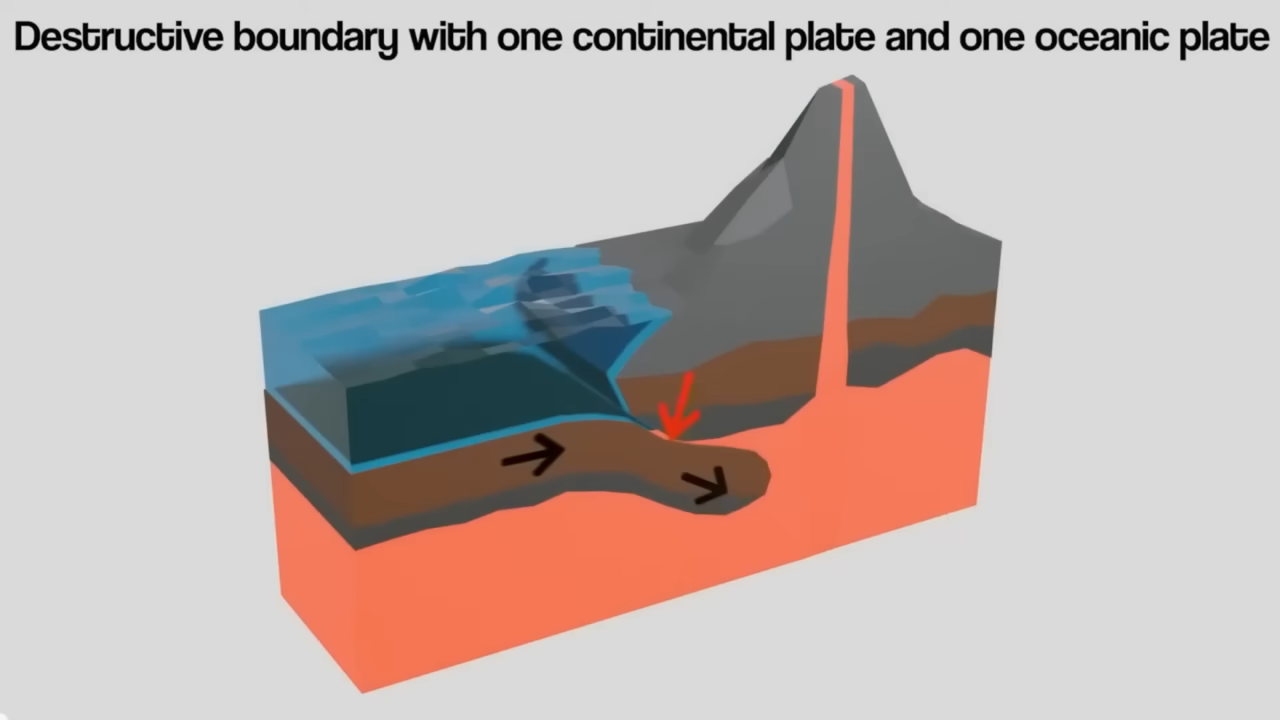 Destructive boundary with one continental plate and one oceanic plate